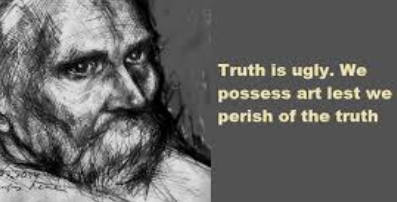 Truth is ugly. We
possess art lest we
perish of the truth